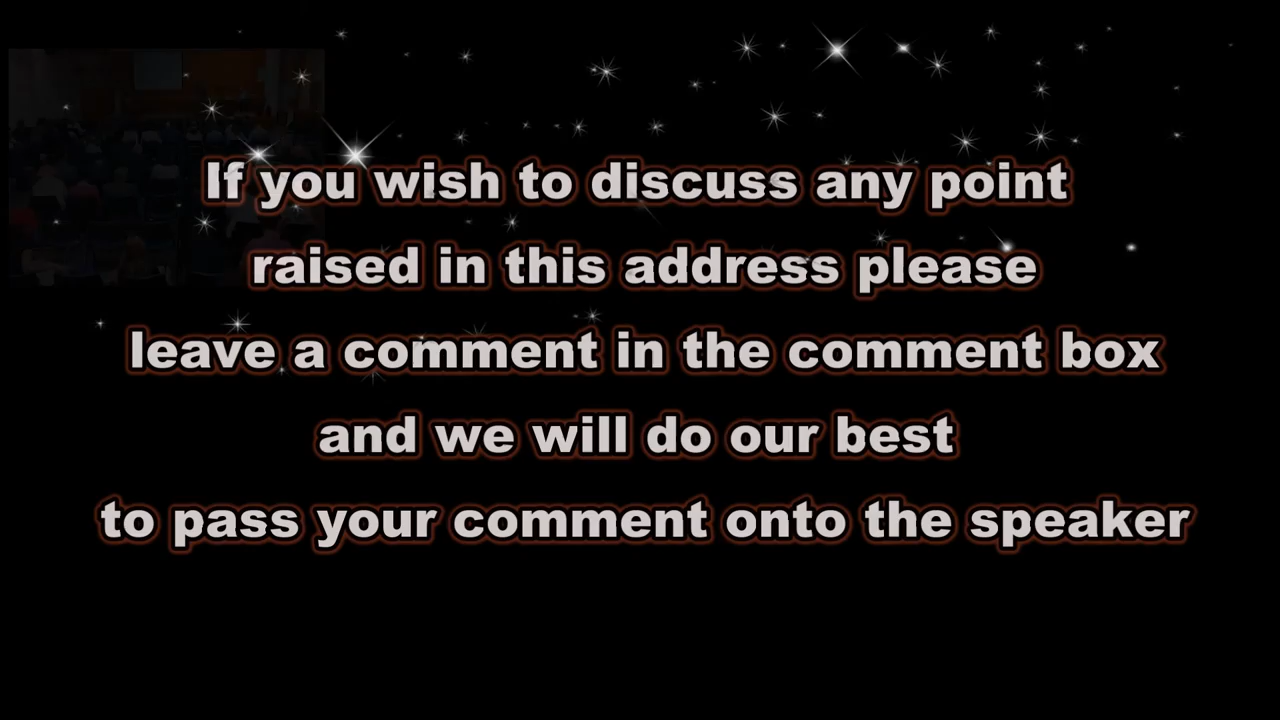 If you wish to discuss any point
raised in this address please
leave a comment in the comment box
and we will do our best
to pass your comment onto the speaker